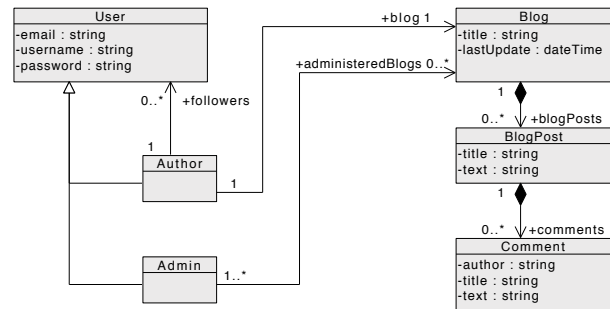 User
-email : string
-username : string
-password : string
+blog 1
Blog
-title : string
-lastUpdate : dateTime
+administeredBlogs 0..*
0..* +followers
1
0..* +blogPosts
1
Author
1
BlogPost
-title : string
-text : string
1
0..* +comments
Admin
1..*
Comment
-author : string
-title : string
-text : string